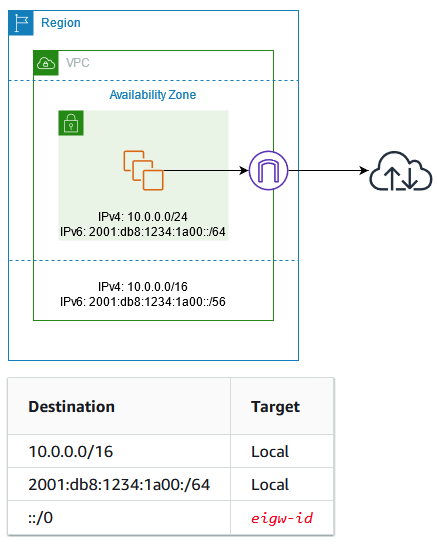 Region
VPC
Availability Zone
IPv4: 10.0.0.0/24
IPv6: 2001:db8:1234:1a00::/64
IPv4: 10.0.0.0/16
IPv6: 2001:db8:1234:1a00::/56
Destination Target
10.0.0.0/16 Local
2001:db8:1234:1a00:/64 Local
::/0 eigw-id